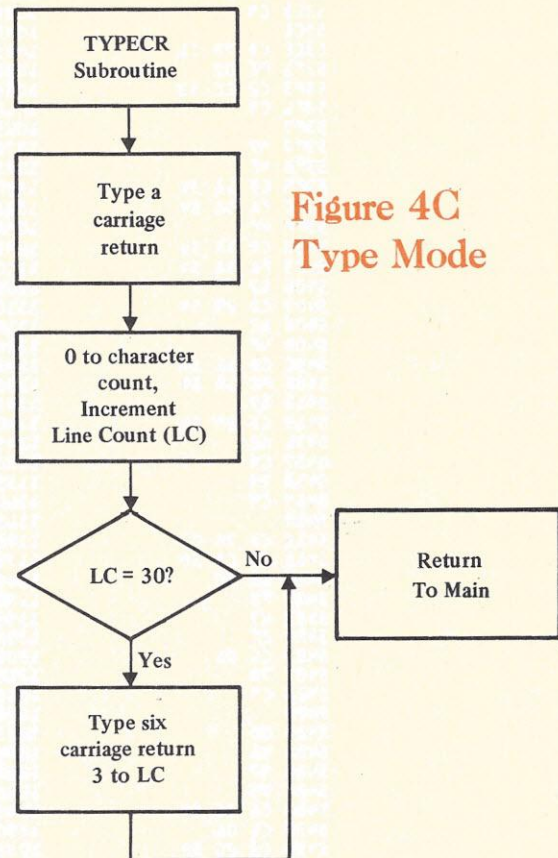 TYPECR
Subroutine
Type a
carriage
return
Figure 4C
Type Mode
0 to character
count,
Increment
Line Count (LC)
LC = 30?
No
Return
To Main
Yes
Type six
carriage return
3 to LC